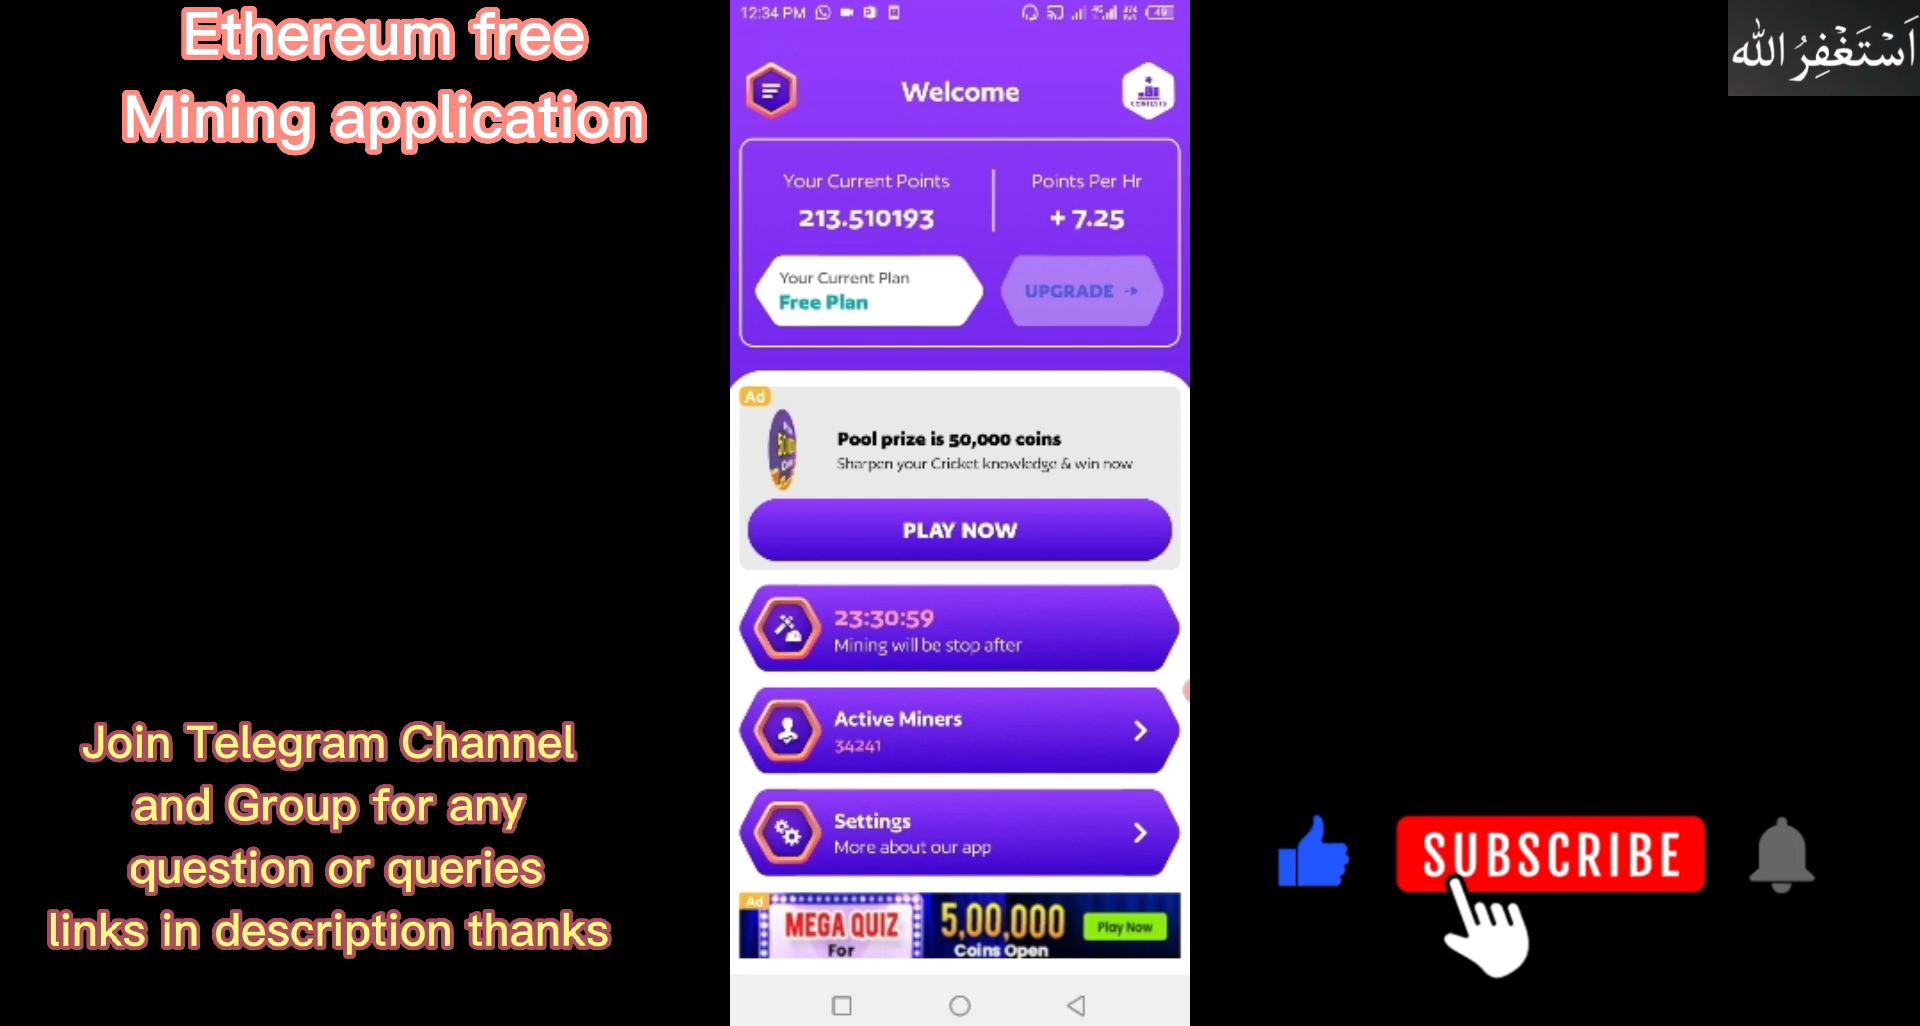 Ethereum free
Mining application
أَسْتَغْفِرُ اللّٰه
12:34 PM
Welcome
CONTESTS
Your Current Points
213.510193
Points Per Hr
+ 7.25
Your Current Plan
Free Plan
UPGRADE
Ad
Pool prize is 50,000 coins
Sharpen your Cricket knowledge & win now
PLAY NOW
23:30:59
Mining will be stop after
Active Miners
34241
Settings
More about our app
Ad
MEGA QUIZ
For
5,00,000
Coins Open
Play Now
Join Telegram Channel
and Group for any
question or queries
links in description thanks
SUBSCRIBE